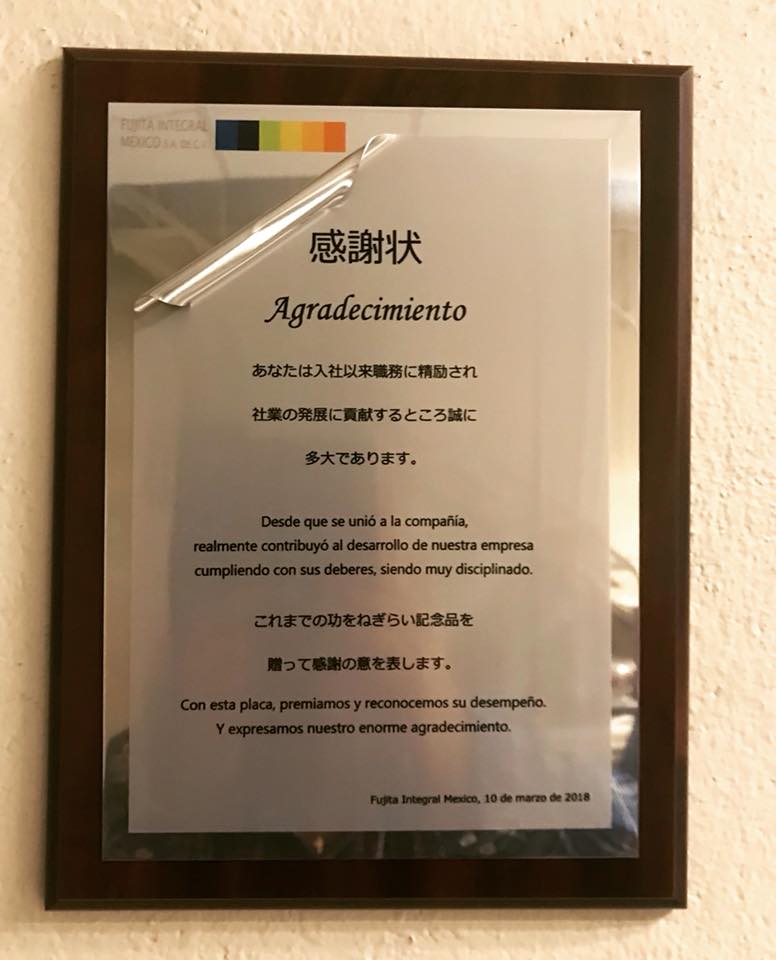 FUJITA INTEGRAL
MEXICO S.A. DE C.V.
感謝状
Agradecimiento
あなたは入社以来職務に精励され
社業の発展に貢献するところ誠に
多大であります。
Desde que se unió a la compañía,
realmente contribuyó al desarrollo de nuestra empresa
cumpliendo con sus deberes, siendo muy disciplinado.
これまでの功をねぎらい記念品を
贈って感謝の意を表します。
Con esta placa, premiamos y reconocemos su desempeño.
Y expresamos nuestro enorme agradecimiento.
Fujita Integral Mexico, 10 de marzo de 2018